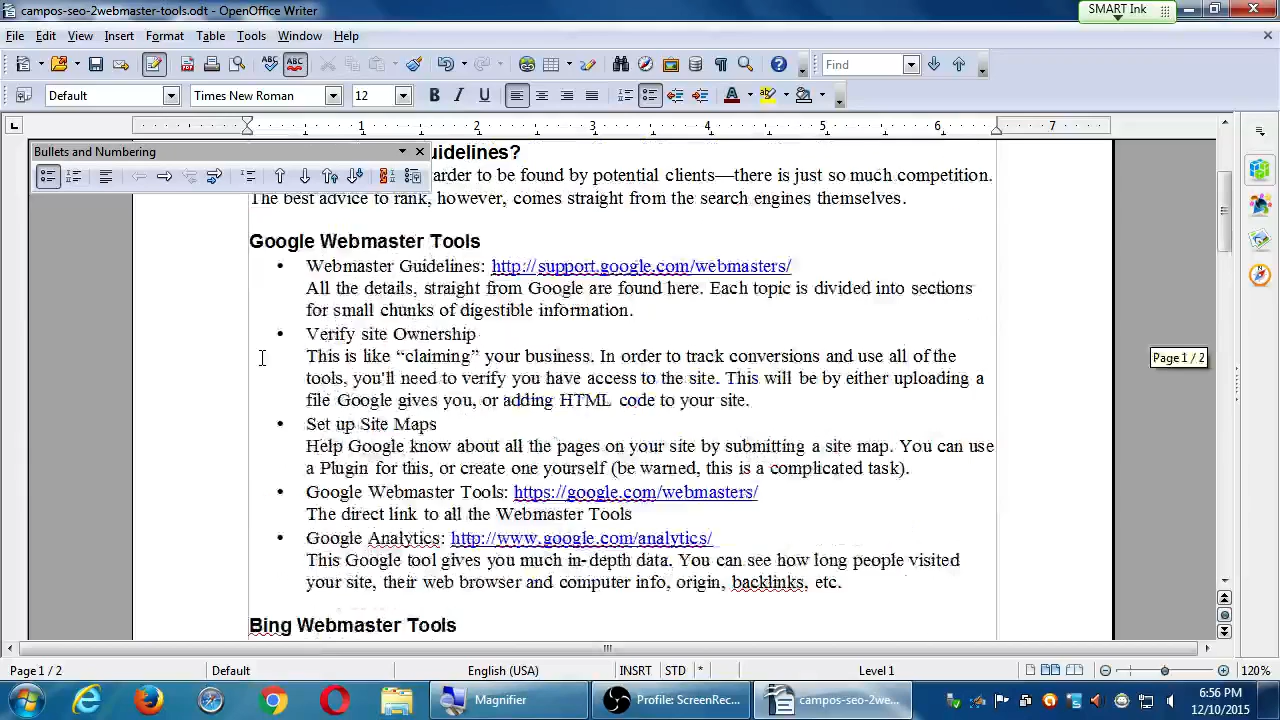 campos-seo-2webmaster-tools.odt - OpenOffice Writer
SMART Ink
File Edit View Insert Format Table Tools Window Help
Find
Default Times New Roman 12
1 2 3 4 5 6 7
Bullets and Numbering
uidelines?
arder to be found by potential clients—there is just so much competition.
The best advice to rank, however, comes straight from the search engines themselves.
Google Webmaster Tools
• Webmaster Guidelines: http://support.google.com/webmasters/
All the details, straight from Google are found here. Each topic is divided into sections
for small chunks of digestible information.
• Verify site Ownership
This is like “claiming” your business. In order to track conversions and use all of the
tools, you'll need to verify you have access to the site. This will be by either uploading a
file Google gives you, or adding HTML code to your site.
Page 1 / 2
• Set up Site Maps
Help Google know about all the pages on your site by submitting a site map. You can use
a Plugin for this, or create one yourself (be warned, this is a complicated task).
• Google Webmaster Tools: https://google.com/webmasters/
The direct link to all the Webmaster Tools
• Google Analytics: http://www.google.com/analytics/
This Google tool gives you much in-depth data. You can see how long people visited
your site, their web browser and computer info, origin, backlinks, etc.
Bing Webmaster Tools
Page 1 / 2 Default English (USA) INSRT STD * Level 1 120%
Magnifier Profile: ScreenRec... campos-seo-2we... 6:56 PM
12/10/2015